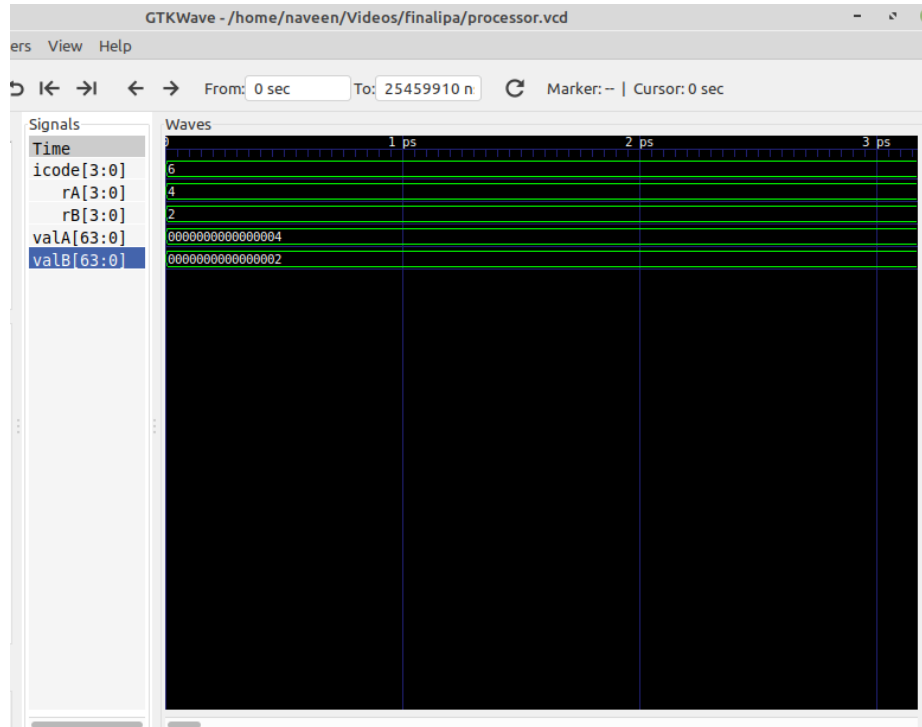 GTKWave - /home/naveen/Videos/finalipa/processor.vcd
ers View Help
From: 0 sec To: 25459910 n: Marker: -- | Cursor: 0 sec
Signals Waves
Time 0 1 ps 2 ps 3 ps
icode[3:0] 6
rA[3:0] 4
rB[3:0] 2
valA[63:0] 0000000000000004
valB[63:0] 0000000000000002